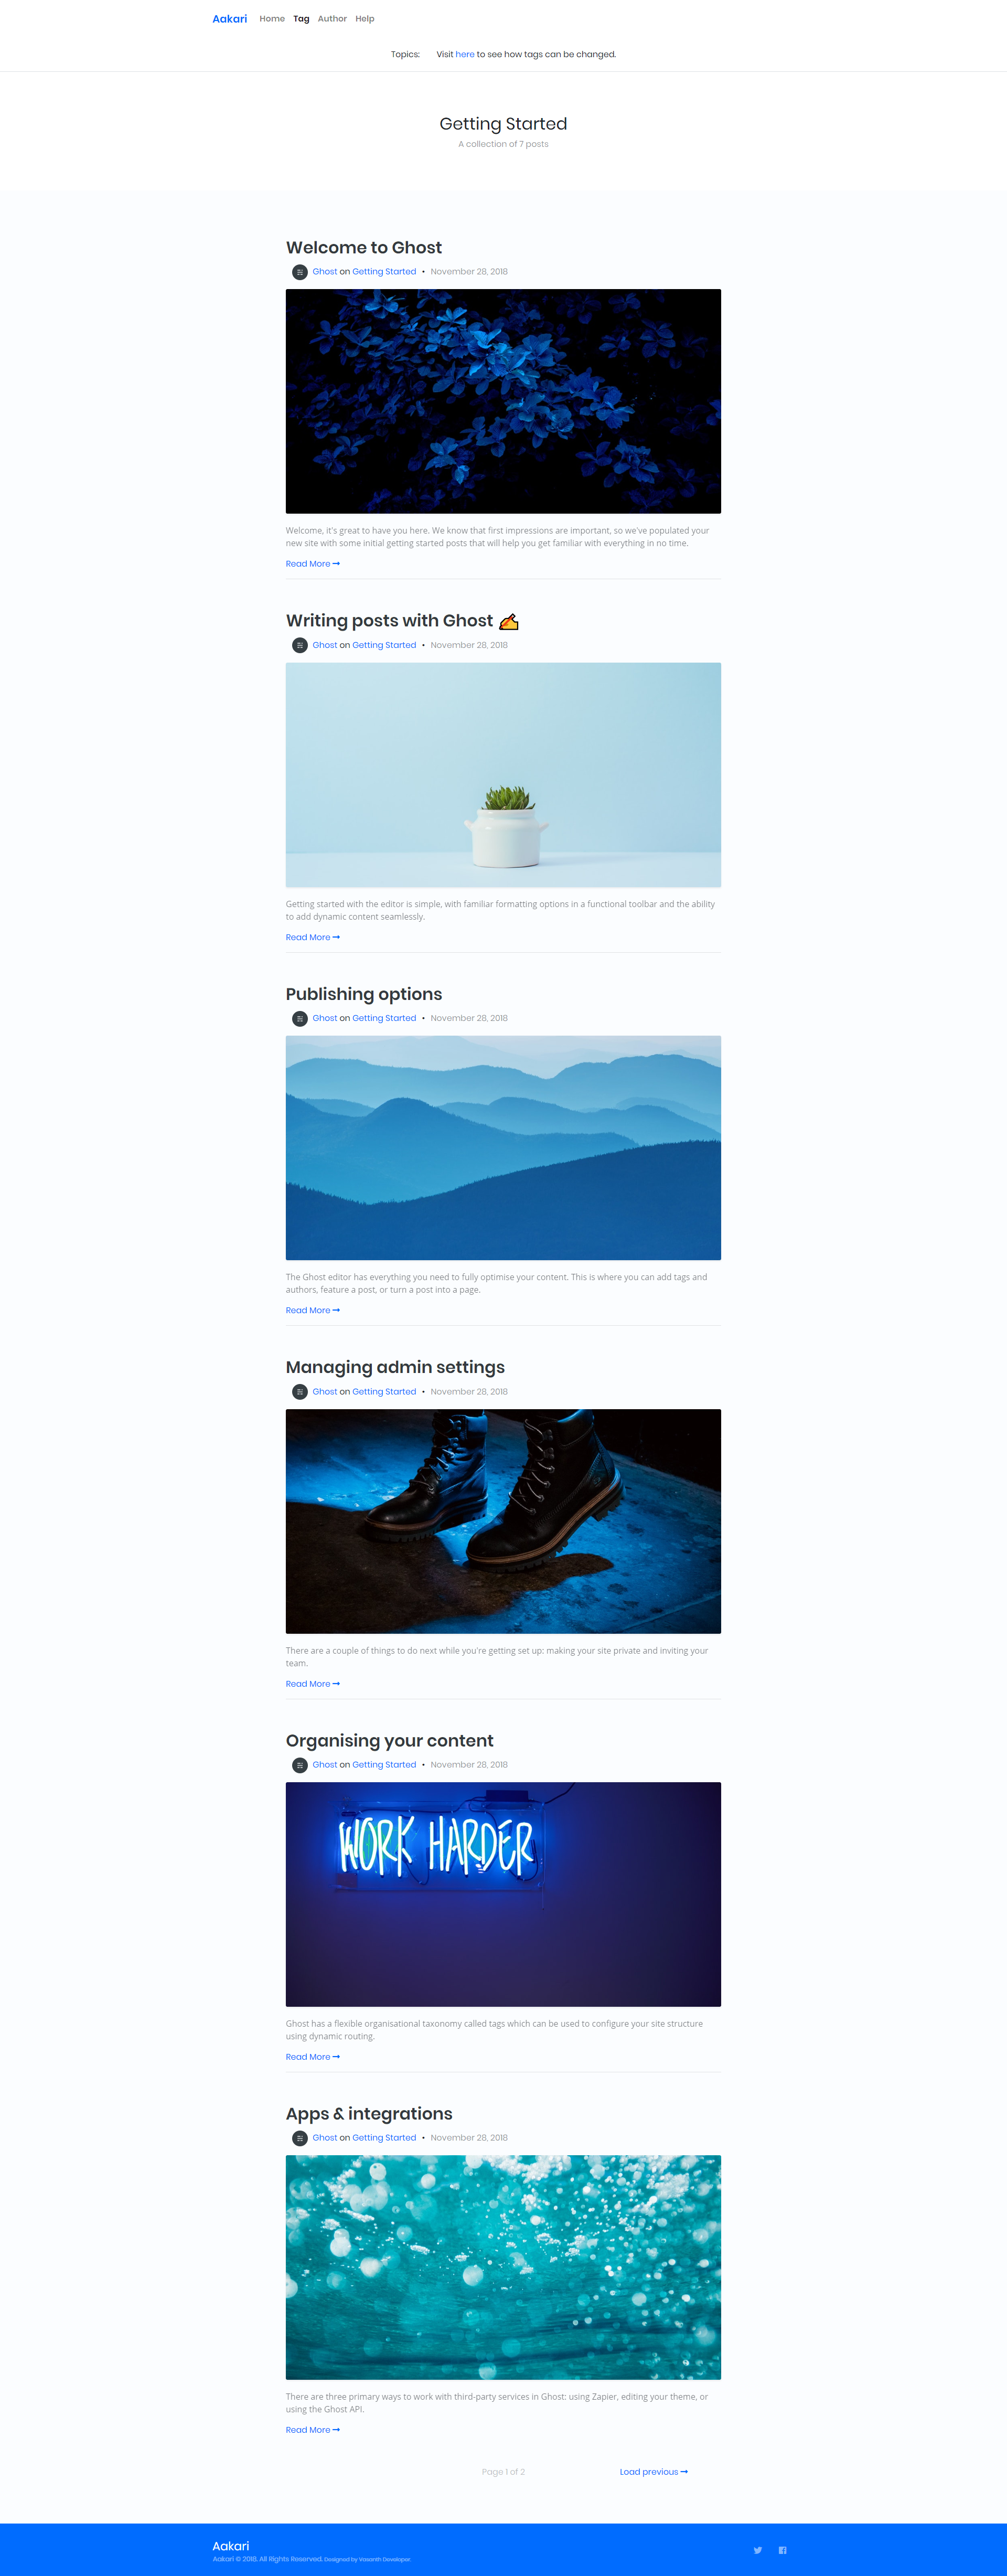 Aakari Home Tag Author Help
Topics: Visit here to see how tags can be changed.
Getting Started
A collection of 7 posts
Welcome to Ghost
Ghost on Getting Started • November 28, 2018
Welcome, it's great to have you here. We know that first impressions are important, so we've populated your
new site with some initial getting started posts that will help you get familiar with everything in no time.
Read More →
Writing posts with Ghost ✍️
Ghost on Getting Started • November 28, 2018
Getting started with the editor is simple, with familiar formatting options in a functional toolbar and the ability
to add dynamic content seamlessly.
Read More →
Publishing options
Ghost on Getting Started • November 28, 2018
The Ghost editor has everything you need to fully optimise your content. This is where you can add tags and
authors, feature a post, or turn a post into a page.
Read More →
Managing admin settings
Ghost on Getting Started • November 28, 2018
There are a couple of things to do next while you're getting set up: making your site private and inviting your
team.
Read More →
Organising your content
Ghost on Getting Started • November 28, 2018
WORK HARDER
Ghost has a flexible organisational taxonomy called tags which can be used to configure your site structure
using dynamic routing.
Read More →
Apps & integrations
Ghost on Getting Started • November 28, 2018
There are three primary ways to work with third-party services in Ghost: using Zapier, editing your theme, or
using the Ghost API.
Read More →
Page 1 of 2 Load previous →
Aakari
Aakari © 2018. All Rights Reserved. Designed by Vasanth Developer.